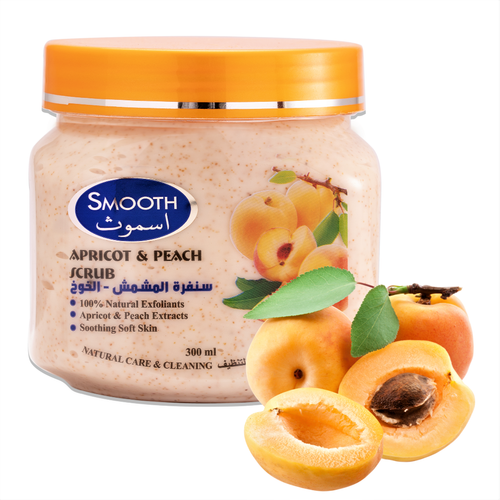 SMOOTH
اسموث
APRICOT & PEACH
SCRUB
سنفرة المشمش - الخوخ
• 100% Natural Exfoliants
• Apricot & Peach Extracts
• Soothing Soft Skin
300 ml
NATURAL CARE & CLEANING